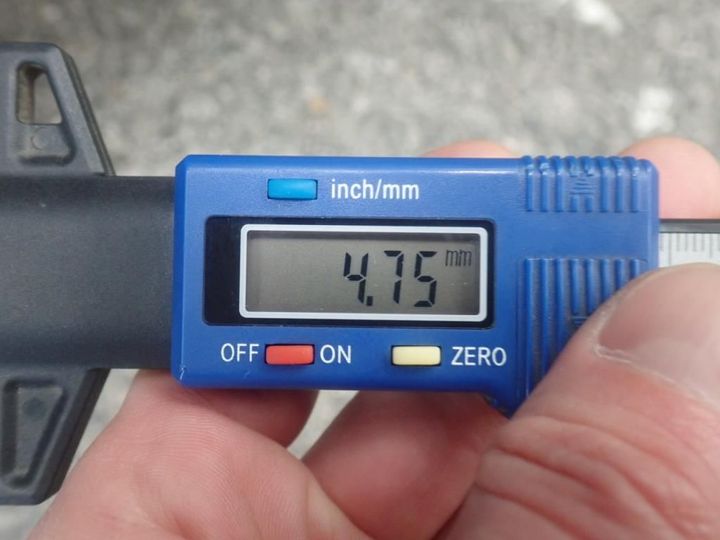 inch/mm
4.75 mm
OFF ON ZERO